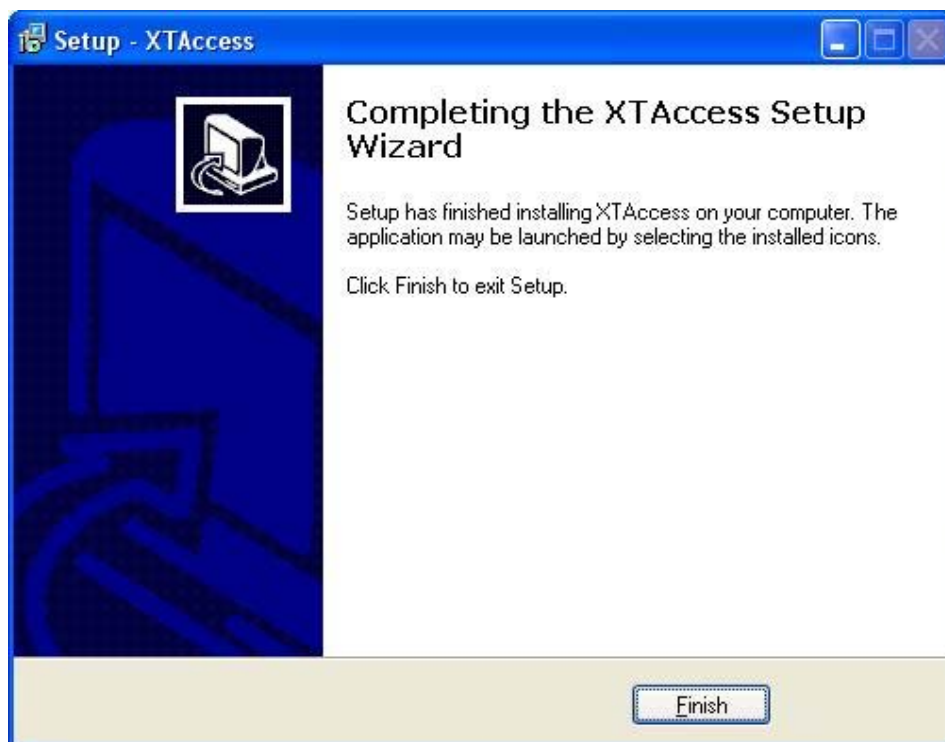 Setup - XTAccess
Completing the XTAccess Setup
Wizard
Setup has finished installing XTAccess on your computer. The
application may be launched by selecting the installed icons.
Click Finish to exit Setup.
Finish